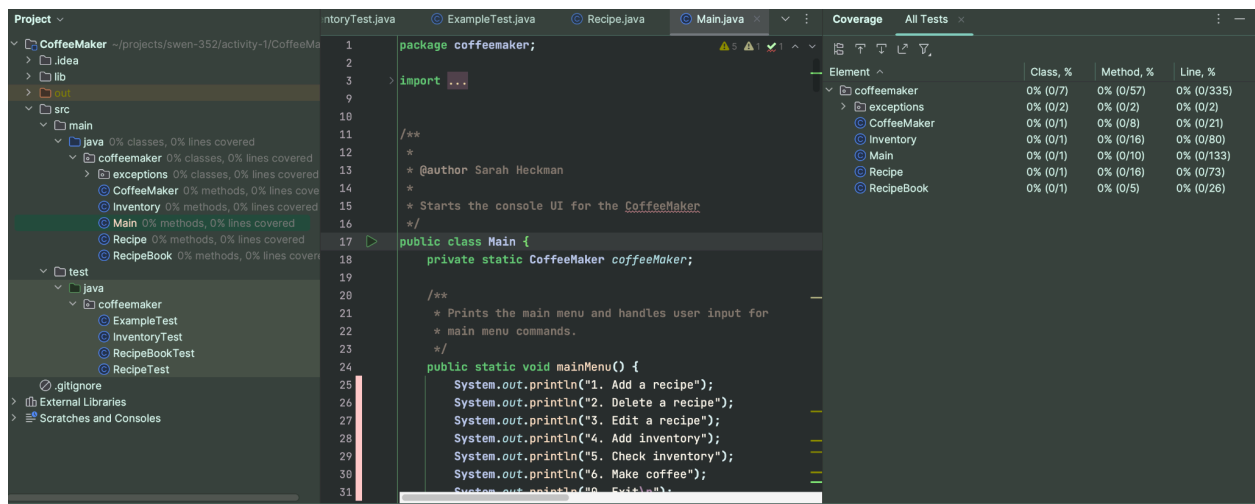 Project
CoffeeMaker ~/projects/swen-352/activity-1/CoffeeMa
.idea
lib
out
src
main
java 0% classes, 0% lines covered
coffeemaker 0% classes, 0% lines covered
exceptions 0% classes, 0% lines covered
CoffeeMaker 0% methods, 0% lines cove
Inventory 0% methods, 0% lines covered
Main 0% methods, 0% lines covered
Recipe 0% methods, 0% lines covered
RecipeBook 0% methods, 0% lines covere
test
java
coffeemaker
ExampleTest
InventoryTest
RecipeBookTest
RecipeTest
.gitignore
External Libraries
Scratches and Consoles
ntoryTest.java ExampleTest.java Recipe.java Main.java
5 1 1
1 package coffeemaker;
2
3 import ...
9
10
11 /**
12 *
13 * @author Sarah Heckman
14 *
15 * Starts the console UI for the CoffeeMaker
16 */
17 public class Main {
18 private static CoffeeMaker coffeeMaker;
19
20 /**
21 * Prints the main menu and handles user input for
22 * main menu commands.
23 */
24 public static void mainMenu() {
25 System.out.println("1. Add a recipe");
26 System.out.println("2. Delete a recipe");
27 System.out.println("3. Edit a recipe");
28 System.out.println("4. Add inventory");
29 System.out.println("5. Check inventory");
30 System.out.println("6. Make coffee");
31 System.out.println("0. Exit\n");
Coverage All Tests
Element Class, % Method, % Line, %
coffeemaker 0% (0/7) 0% (0/57) 0% (0/335)
exceptions 0% (0/2) 0% (0/2) 0% (0/2)
CoffeeMaker 0% (0/1) 0% (0/8) 0% (0/21)
Inventory 0% (0/1) 0% (0/16) 0% (0/80)
Main 0% (0/1) 0% (0/10) 0% (0/133)
Recipe 0% (0/1) 0% (0/16) 0% (0/73)
RecipeBook 0% (0/1) 0% (0/5) 0% (0/26)